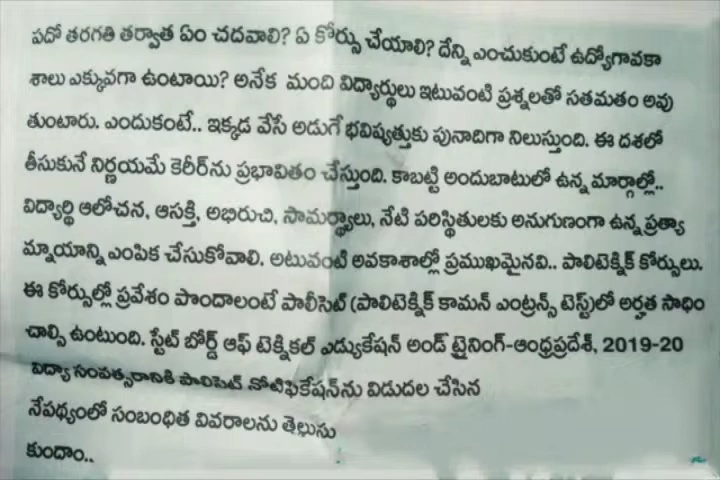 పదో తరగతి తర్వాత ఏం చదవాలి? ఏ కోర్సు చేయాలి? దేన్ని ఎంచుకుంటే ఉద్యోగావకా
శాలు ఎక్కువగా ఉంటాయి? అనేక మంది విద్యార్థులు ఇటువంటి ప్రశ్నలతో సతమతం అవు
తుంటారు. ఎందుకంటే.. ఇక్కడ వేసే అడుగే భవిష్యత్తుకు పునాదిగా నిలుస్తుంది. ఈ దశలో
తీసుకునే నిర్ణయమే కెరీర్‌ను ప్రభావితం చేస్తుంది. కాబట్టి అందుబాటులో ఉన్న మార్గాల్లో..
విద్యార్థి ఆలోచన, ఆసక్తి, అభిరుచి, సామర్థ్యాలు, నేటి పరిస్థితులకు అనుగుణంగా ఉన్న ప్రత్యా
మ్నాయాన్ని ఎంపిక చేసుకోవాలి. అటువంటి అవకాశాల్లో ప్రముఖమైనవి.. పాలిటెక్నిక్ కోర్సులు.
ఈ కోర్సుల్లో ప్రవేశం పొందాలంటే పాలీసెట్ (పాలిటెక్నిక్ కామన్ ఎంట్రన్స్ టెస్ట్)లో అర్హత సాధిం
చాల్సి ఉంటుంది. స్టేట్ బోర్డ్ ఆఫ్ టెక్నికల్ ఎడ్యుకేషన్ అండ్ ట్రైనింగ్-ఆంధ్రప్రదేశ్, 2019-20
విద్యా సంవత్సరానికి పాలిసెట్ నోటిఫికేషన్‌ను విడుదల చేసిన
నేపథ్యంలో సంబంధిత వివరాలను తెలుసు
కుందాం..